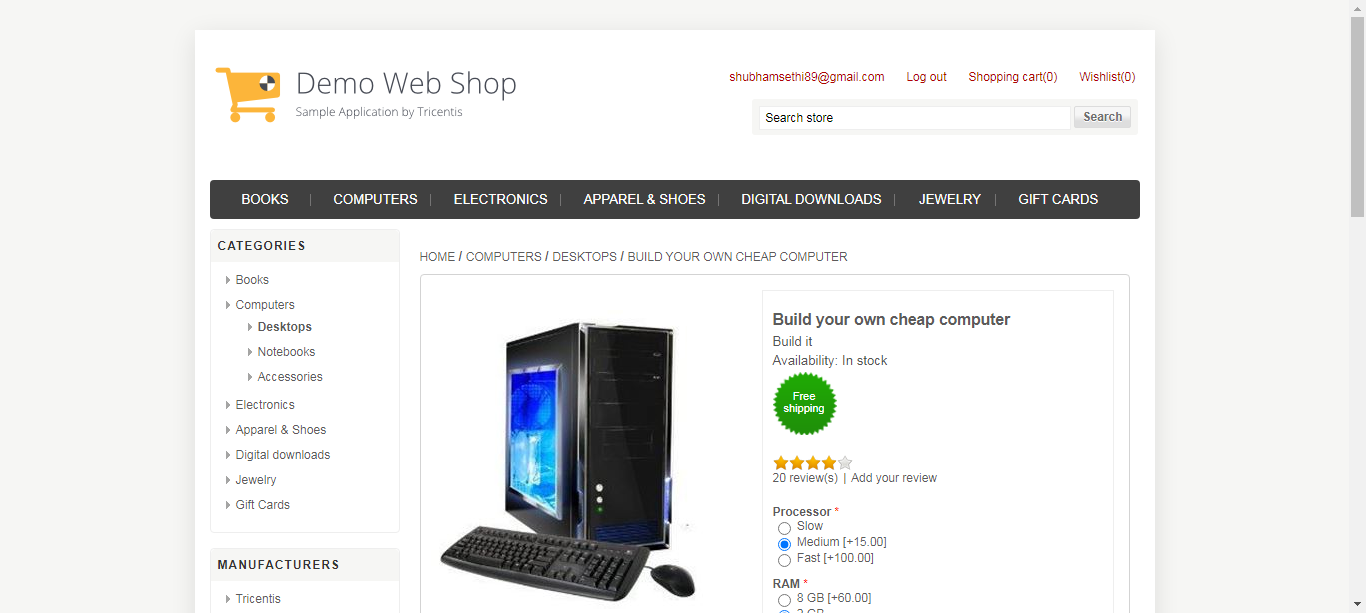 Demo Web Shop
Sample Application by Tricentis
shubhamsethi89@gmail.com Log out Shopping cart(0) Wishlist(0)
Search store Search
BOOKS | COMPUTERS | ELECTRONICS | APPAREL & SHOES | DIGITAL DOWNLOADS | JEWELRY | GIFT CARDS
CATEGORIES
Books
Computers
Desktops
Notebooks
Accessories
Electronics
Apparel & Shoes
Digital downloads
Jewelry
Gift Cards
MANUFACTURERS
Tricentis
HOME / COMPUTERS / DESKTOPS / BUILD YOUR OWN CHEAP COMPUTER
Build your own cheap computer
Build it
Availability: In stock
Free
shipping
20 review(s) | Add your review
Processor *
Slow
Medium [+15.00]
Fast [+100.00]
RAM *
8 GB [+60.00]